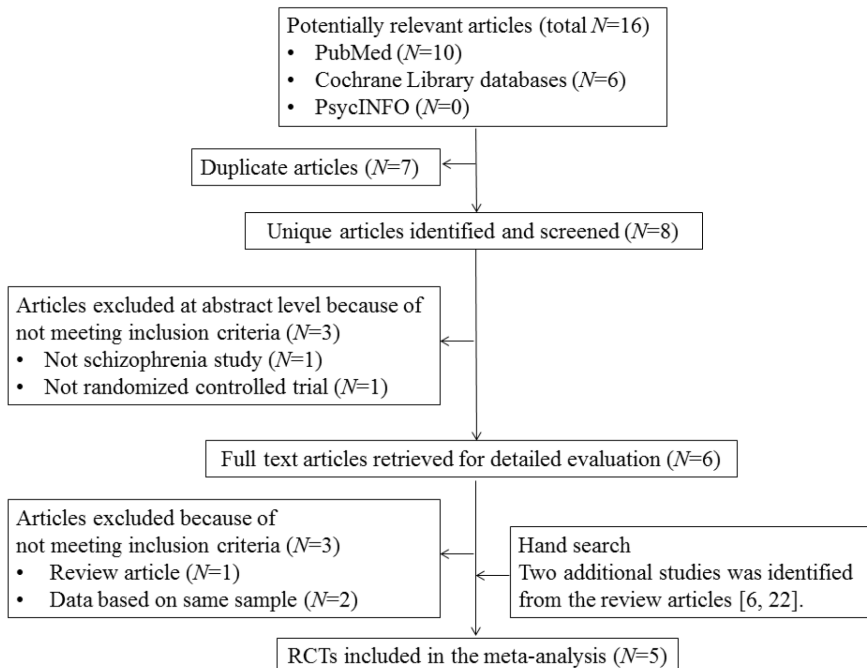 Potentially relevant articles (total N=16)
• PubMed (N=10)
• Cochrane Library databases (N=6)
• PsycINFO (N=0)
Duplicate articles (N=7)
Unique articles identified and screened (N=8)
Articles excluded at abstract level because of
not meeting inclusion criteria (N=3)
• Not schizophrenia study (N=1)
• Not randomized controlled trial (N=1)
Full text articles retrieved for detailed evaluation (N=6)
Articles excluded because of
not meeting inclusion criteria (N=3)
• Review article (N=1)
• Data based on same sample (N=2)
Hand search
Two additional studies was identified
from the review articles [6, 22].
RCTs included in the meta-analysis (N=5)